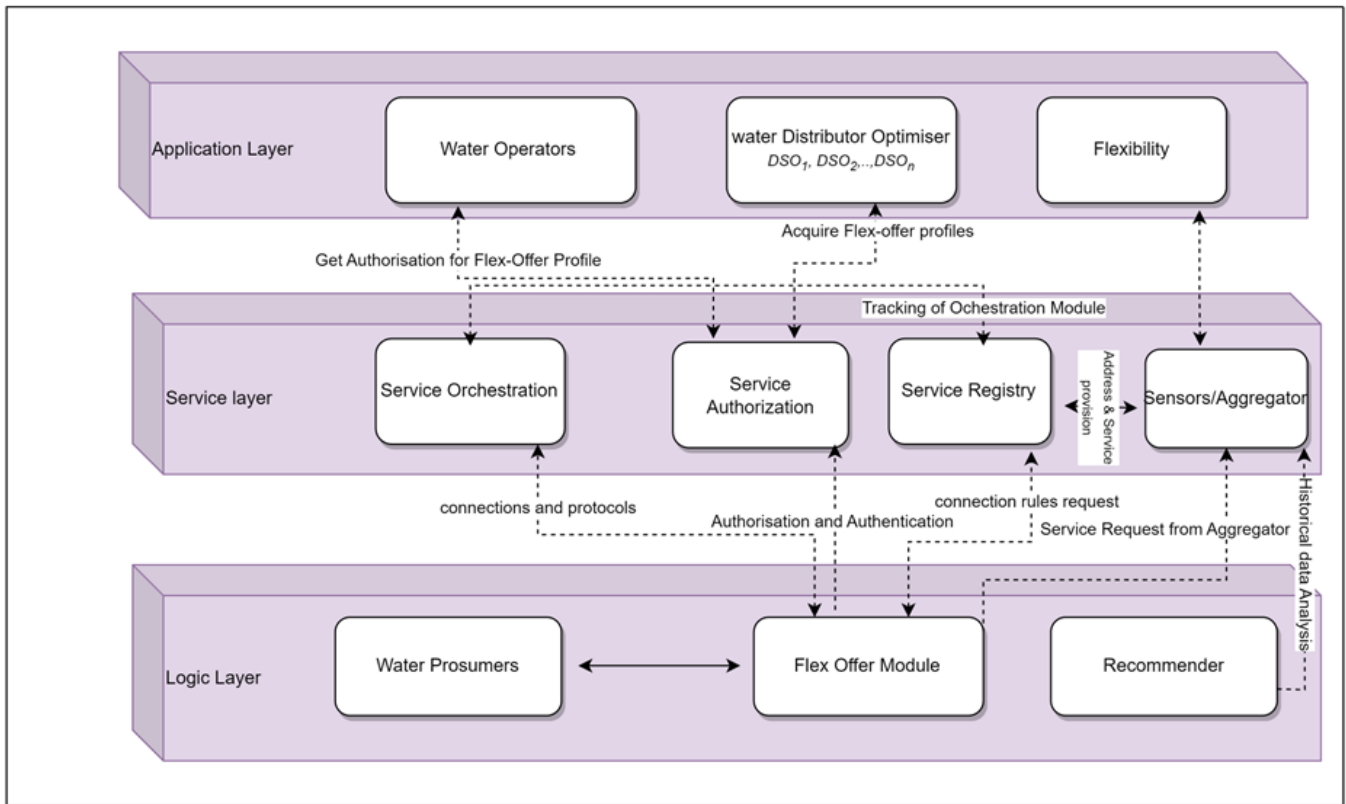 Application Layer
Water Operators
water Distributor Optimiser
DSO1, DSO2,..,DSOn
Flexibility
Acquire Flex-offer profiles
Get Authorisation for Flex-Offer Profile
Tracking of Ochestration Module
Service layer
Service Orchestration
Service
Authorization
Service Registry
Address & Service
provision
Sensors/Aggregator
connections and protocols
Authorisation and Authentication
connection rules request
Service Request from Aggregator
Historical data Analysis
Logic Layer
Water Prosumers
Flex Offer Module
Recommender